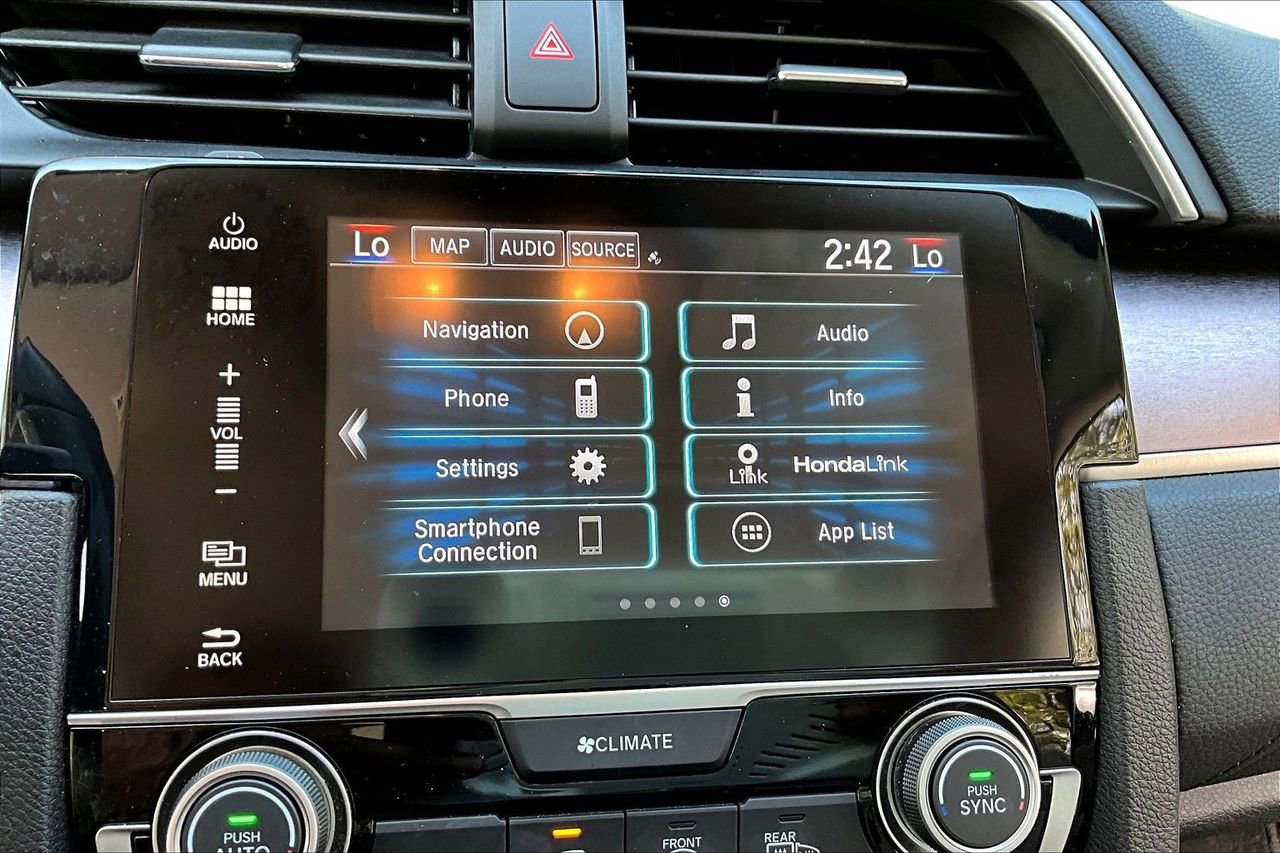 AUDIO
HOME
VOL
MENU
BACK
Lo MAP AUDIO SOURCE 2:42 Lo
Navigation
Audio
Phone
Info
Settings
Link HondaLink
Smartphone
Connection
App List
CLIMATE
PUSH
AUTO
FRONT
REAR
PUSH
SYNC